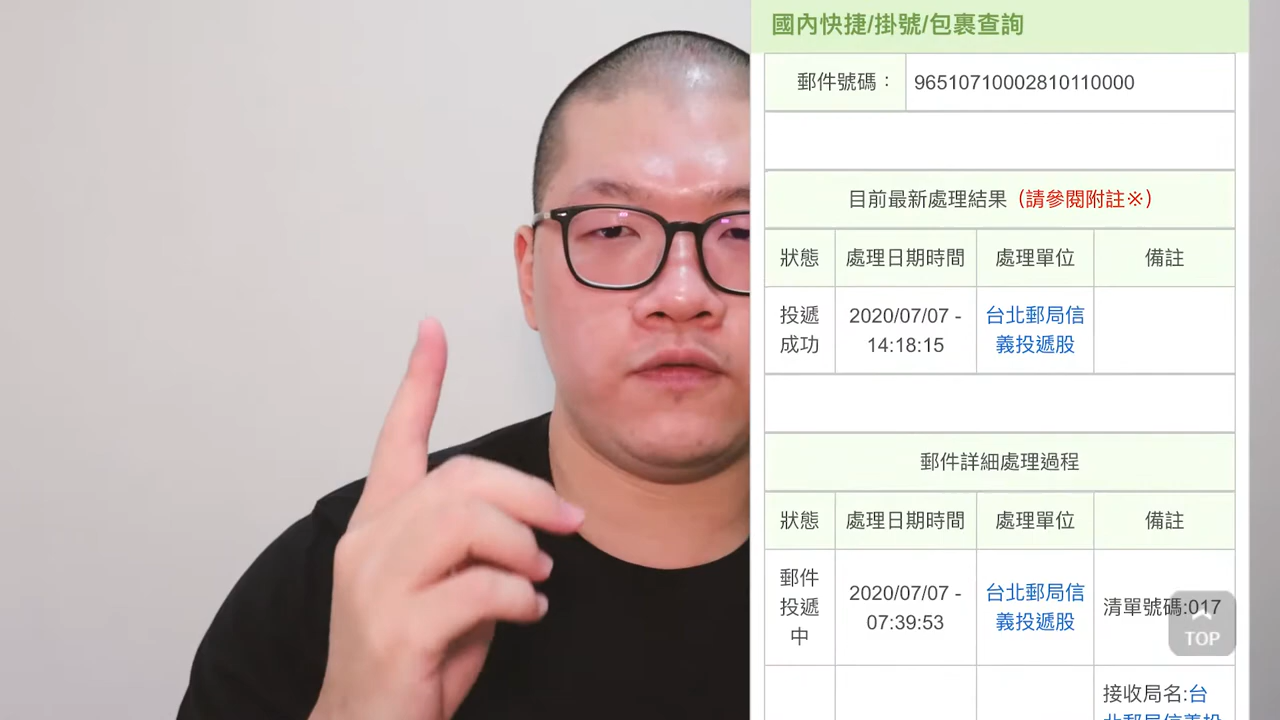 國內快捷/掛號/包裹查詢
郵件號碼： 96510710002810110000
目前最新處理結果（請參閱附註※）
狀態 處理日期時間 處理單位 備註
投遞成功 2020/07/07 - 14:18:15 台北郵局信義投遞股
郵件詳細處理過程
狀態 處理日期時間 處理單位 備註
郵件投遞中 2020/07/07 - 07:39:53 台北郵局信義投遞股 清單號碼:017
TOP
接收局名:台
北郵局信義投